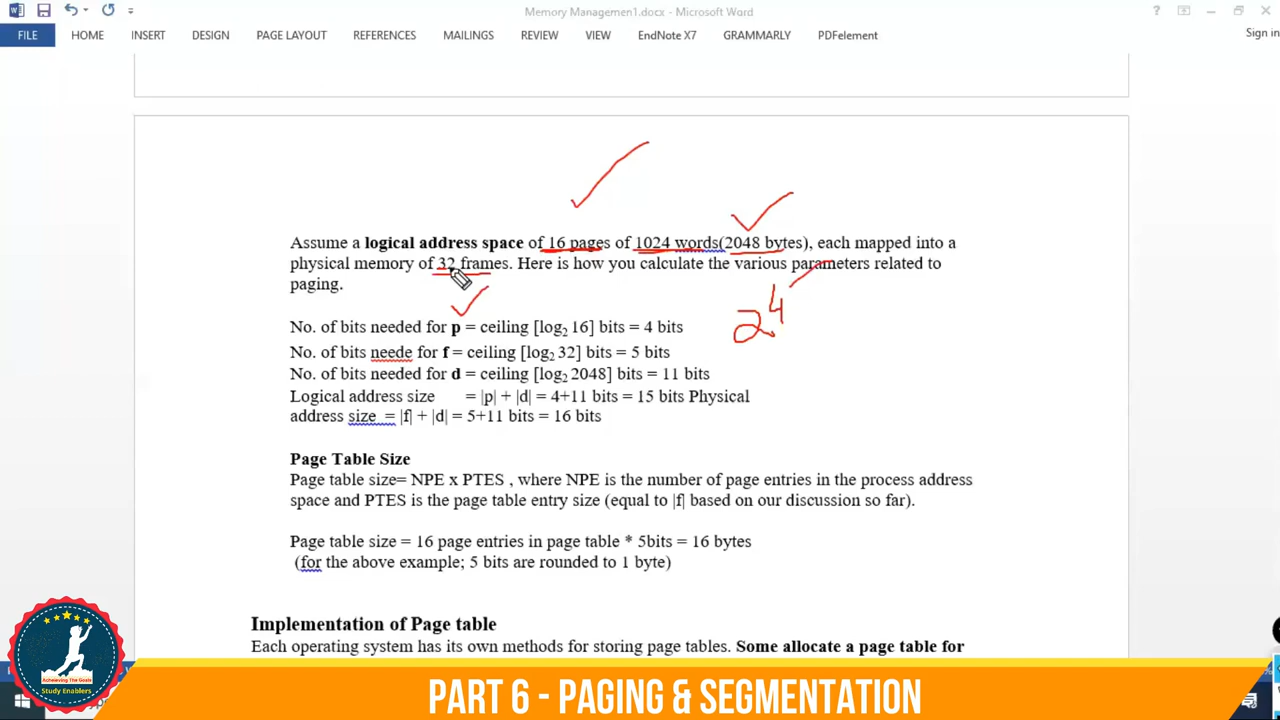 Memory Managemen1.docx - Microsoft Word
Sign in
FILE HOME INSERT DESIGN PAGE LAYOUT REFERENCES MAILINGS REVIEW VIEW EndNote X7 GRAMMARLY PDFelement
Assume a logical address space of 16 pages of 1024 words(2048 bytes), each mapped into a
physical memory of 32 frames. Here is how you calculate the various parameters related to
paging.
2⁴
No. of bits needed for p = ceiling [log₂ 16] bits = 4 bits
No. of bits neede for f = ceiling [log₂ 32] bits = 5 bits
No. of bits needed for d = ceiling [log₂ 2048] bits = 11 bits
Logical address size = |p| + |d| = 4+11 bits = 15 bits Physical
address size = |f| + |d| = 5+11 bits = 16 bits
Page Table Size
Page table size= NPE x PTES , where NPE is the number of page entries in the process address
space and PTES is the page table entry size (equal to |f| based on our discussion so far).
Page table size = 16 page entries in page table * 5bits = 16 bytes
(for the above example; 5 bits are rounded to 1 byte)
Implementation of Page table
Each operating system has its own methods for storing page tables. Some allocate a page table for
Achieveing The Goals
Study Enablers
PART 6 - PAGING & SEGMENTATION